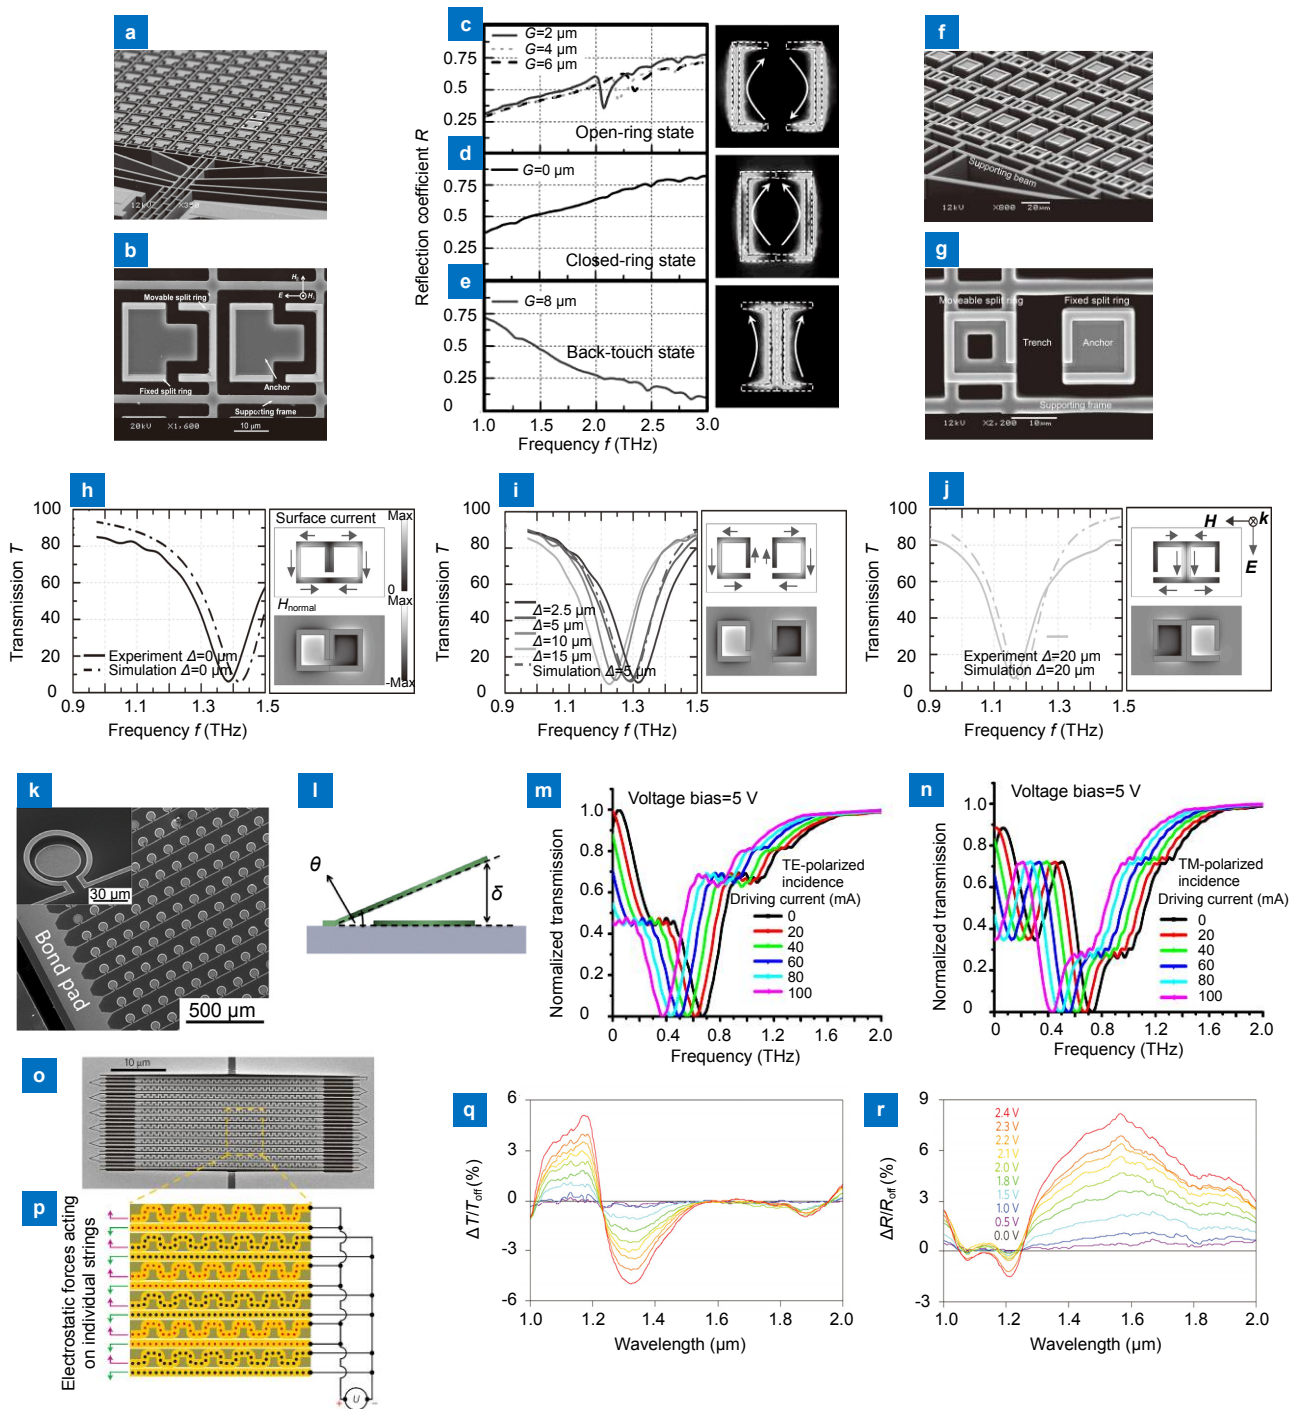 a
12kV X350
b
Movable split ring
H₀
E
H₁
Anchor
Fixed split ring
Supporting frame
20kV X1,600 10 μm
c
Reflection coefficient R
G=2 μm
G=4 μm
G=6 μm
0.75
0.5
0.25
Open-ring state
d
G=0 μm
0.75
0.5
0.25
Closed-ring state
e
G=8 μm
0.75
0.5
0.25
0
Back-touch state
1.0 1.5 2.0 2.5 3.0
Frequency f (THz)
f
Supporting beam
12kV X800 20μm
g
Moveable split ring
Fixed split ring
Trench
Anchor
Supporting frame
12kV X2,200 10μm
h
Transmission T
100
80
60
40
20
0
Experiment Δ=0 μm
Simulation Δ=0 μm
0.9 1.1 1.3 1.5
Frequency f (THz)
Surface current
Max
0
Hnormal
Max
-Max
i
Transmission T
100
80
60
40
20
0
Δ=2.5 μm
Δ=5 μm
Δ=10 μm
Δ=15 μm
Simulation Δ=5 μm
0.9 1.1 1.3 1.5
Frequency f (THz)
j
Transmission T
100
80
60
40
20
0
Experiment Δ=20 μm
Simulation Δ=20 μm
0.9 1.1 1.3 1.5
Frequency f (THz)
H k
E
k
30 μm
Bond pad
500 μm
l
θ
δ
m
Voltage bias=5 V
Normalized transmission
1.0
0.8
0.6
0.4
0.2
0
TE-polarized
incidence
Driving current (mA)
0
20
40
60
80
100
0 0.4 0.8 1.2 1.6 2.0
Frequency (THz)
n
Voltage bias=5 V
Normalized transmission
1.0
0.8
0.6
0.4
0.2
0
TM-polarized
incidence
Driving current (mA)
0
20
40
60
80
100
0 0.4 0.8 1.2 1.6 2.0
Frequency (THz)
o
10 μm
p
Electrostatic forces acting
on individual strings
+ U −
q
ΔT/Toff (%)
6
3
0
-3
-6
1.0 1.2 1.4 1.6 1.8 2.0
Wavelength (μm)
r
ΔR/Roff (%)
9
6
3
0
-3
2.4 V
2.3 V
2.2 V
2.1 V
2.0 V
1.8 V
1.5 V
1.0 V
0.5 V
0.0 V
1.0 1.2 1.4 1.6 1.8 2.0
Wavelength (μm)